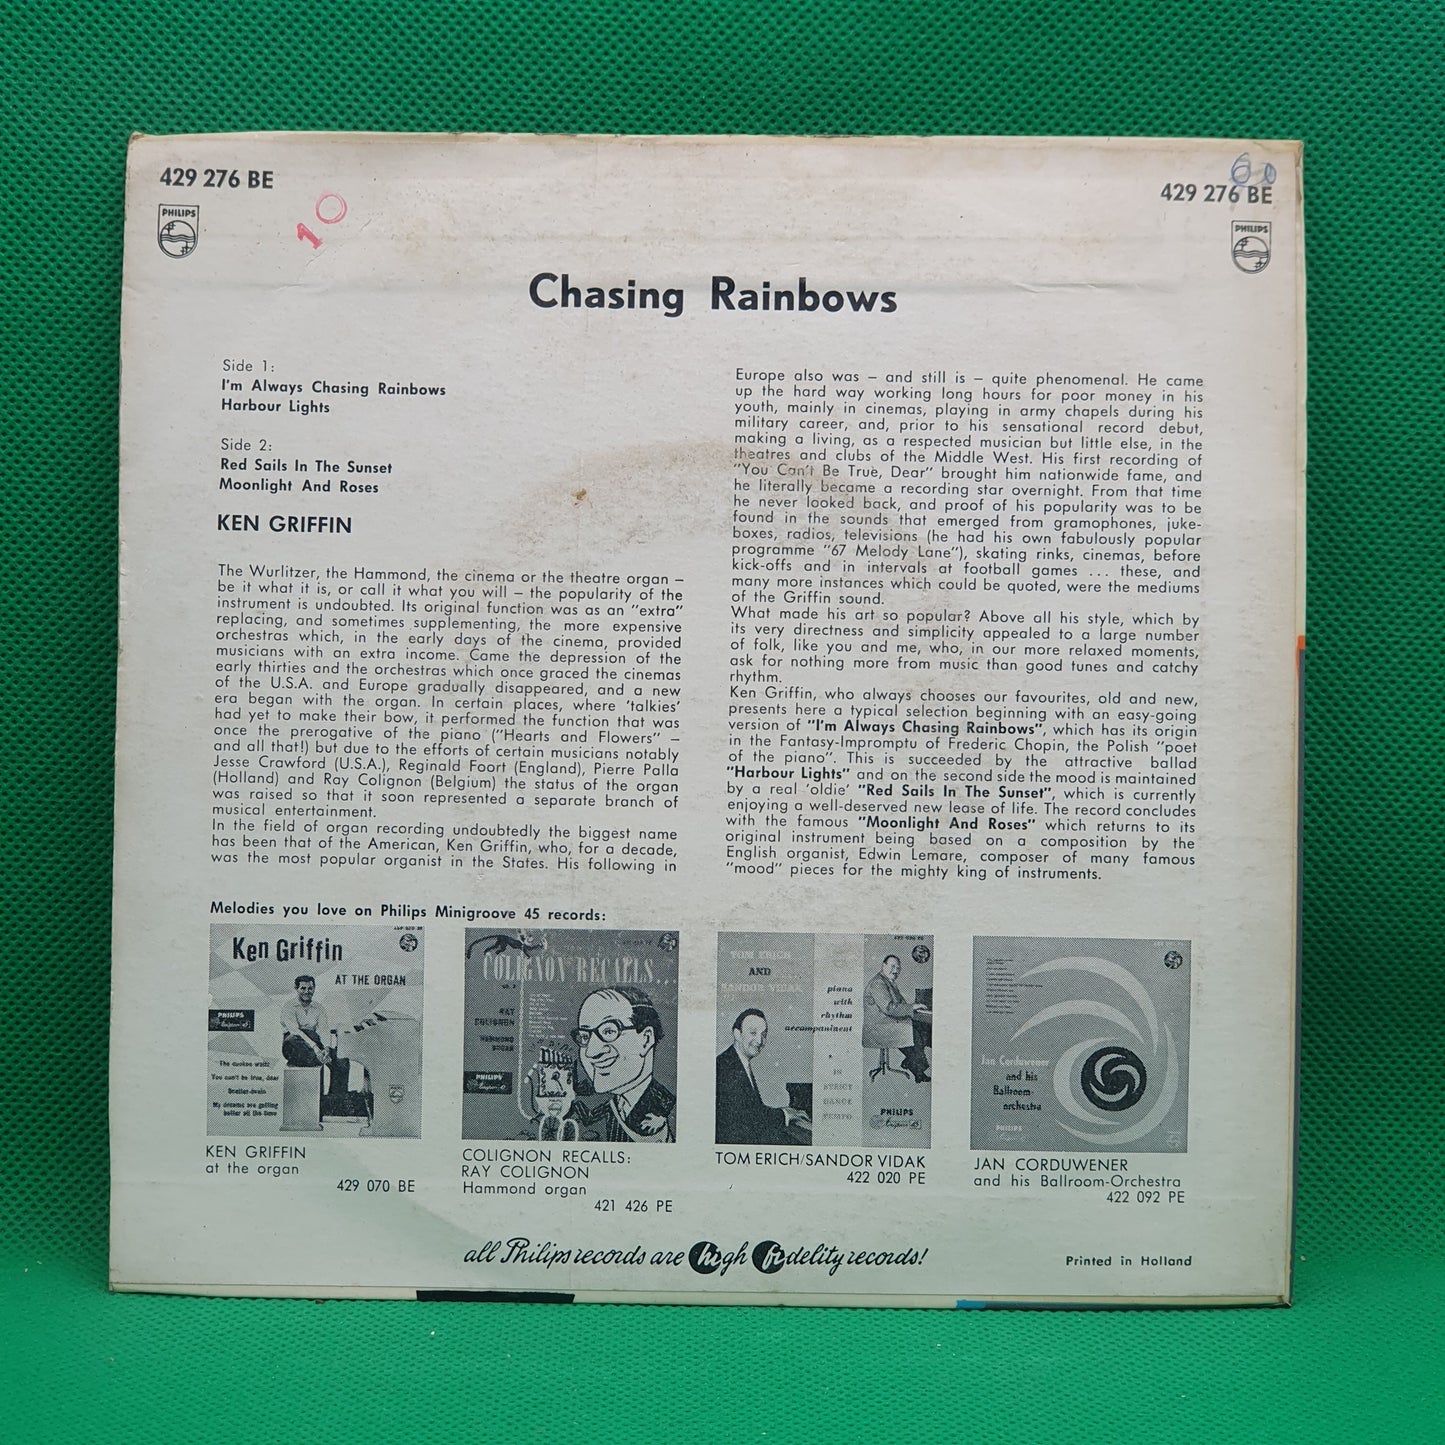 429 276 BE
PHILIPS
10
60
429 276 BE
PHILIPS
Chasing Rainbows
Side 1:
I'm Always Chasing Rainbows
Harbour Lights
Side 2:
Red Sails In The Sunset
Moonlight And Roses
KEN GRIFFIN
The Wurlitzer, the Hammond, the cinema or the theatre organ –
be it what it is, or call it what you will – the popularity of the
instrument is undoubted. Its original function was as an "extra"
replacing, and sometimes supplementing, the more expensive
orchestras which, in the early days of the cinema, provided
musicians with an extra income. Came the depression of the
early thirties and the orchestras which once graced the cinemas
of the U.S.A. and Europe gradually disappeared, and a new
era began with the organ. In certain places, where 'talkies'
had yet to make their bow, it performed the function that was
once the prerogative of the piano ("Hearts and Flowers" –
and all that!) but due to the efforts of certain musicians notably
Jesse Crawford (U.S.A.), Reginald Foort (England), Pierre Palla
(Holland) and Ray Colignon (Belgium) the status of the organ
was raised so that it soon represented a separate branch of
musical entertainment.
In the field of organ recording undoubtedly the biggest name
has been that of the American, Ken Griffin, who, for a decade,
was the most popular organist in the States. His following in
Europe also was – and still is – quite phenomenal. He came
up the hard way working long hours for poor money in his
youth, mainly in cinemas, playing in army chapels during his
military career, and, prior to his sensational record debut,
making a living, as a respected musician but little else, in the
theatres and clubs of the Middle West. His first recording of
"You Can't Be True, Dear" brought him nationwide fame, and
he literally became a recording star overnight. From that time
he never looked back, and proof of his popularity was to be
found in the sounds that emerged from gramophones, juke-
boxes, radios, televisions (he had his own fabulously popular
programme "67 Melody Lane"), skating rinks, cinemas, before
kick-offs and in intervals at football games ... these, and
many more instances which could be quoted, were the mediums
of the Griffin sound.
What made his art so popular? Above all his style, which by
its very directness and simplicity appealed to a large number
of folk, like you and me, who, in our more relaxed moments,
ask for nothing more from music than good tunes and catchy
rhythm.
Ken Griffin, who always chooses our favourites, old and new,
presents here a typical selection beginning with an easy-going
version of "I'm Always Chasing Rainbows", which has its origin
in the Fantasy-Impromptu of Frederic Chopin, the Polish "poet
of the piano". This is succeeded by the attractive ballad
"Harbour Lights" and on the second side the mood is maintained
by a real 'oldie' "Red Sails In The Sunset", which is currently
enjoying a well-deserved new lease of life. The record concludes
with the famous "Moonlight And Roses" which returns to its
original instrument being based on a composition by the
English organist, Edwin Lemare, composer of many famous
"mood" pieces for the mighty king of instruments.
Melodies you love on Philips Minigroove 45 records:
Ken Griffin
AT THE ORGAN
PHILIPS
The cuckoo waltz
You can't be true, dear
My dreams are getting
better all the time
KEN GRIFFIN
at the organ
429 070 BE
COLIGNON RECALLS...
RAY
COLIGNON
HAMMOND
ORGAN
PHILIPS
COLIGNON RECALLS:
RAY COLIGNON
Hammond organ
421 426 PE
TOM ERICH
AND
SANDOR VIDAK
piano
with
rhythm
accompaniment
IN
STRICT
DANCE
TEMPO
PHILIPS
TOM ERICH/SANDOR VIDAK
422 020 PE
Jan Corduwener
and his
Ballroom-
orchestra
PHILIPS
JAN CORDUWENER
and his Ballroom-Orchestra
422 092 PE
all Philips records are high fidelity records!
Printed in Holland